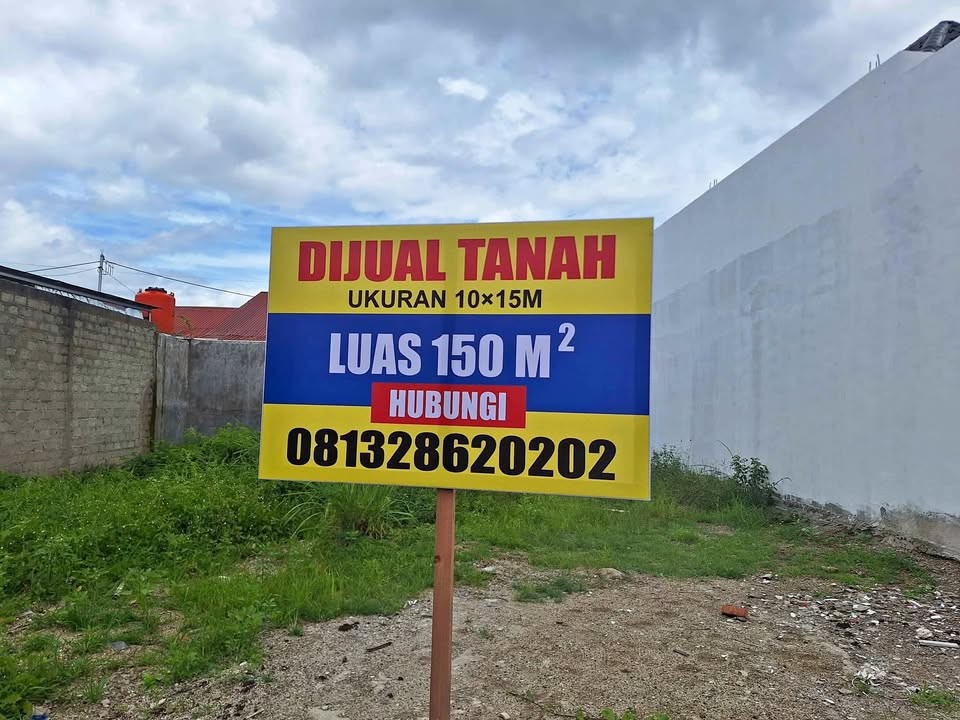 DIJUAL TANAH
UKURAN 10×15M
LUAS 150 M²
HUBUNGI
081328620202